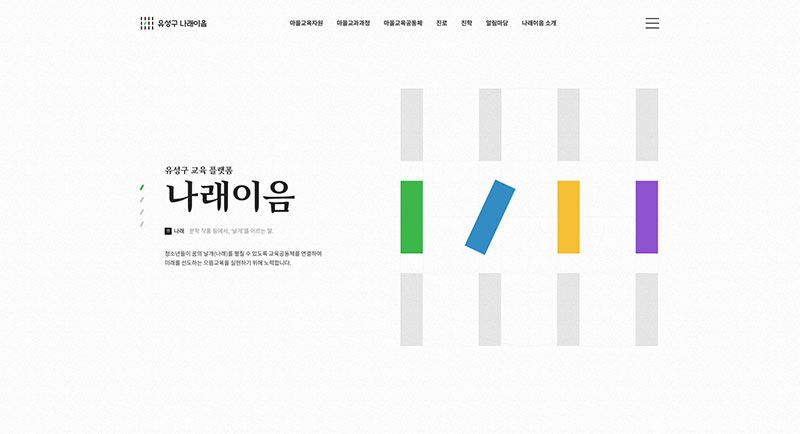 유성구 나래이음
마을교육자원 마을교과과정 마을교육공동체 진로 진학 알림마당 나래이음 소개
유성구 교육 플랫폼
나래이음
나래 문학 작품 등에서, '날개'를 이르는 말.
청소년들이 꿈의 날개(나래)를 펼칠 수 있도록 교육공동체를 연결하여
미래를 선도하는 으뜸교육을 실현하기 위해 노력합니다.